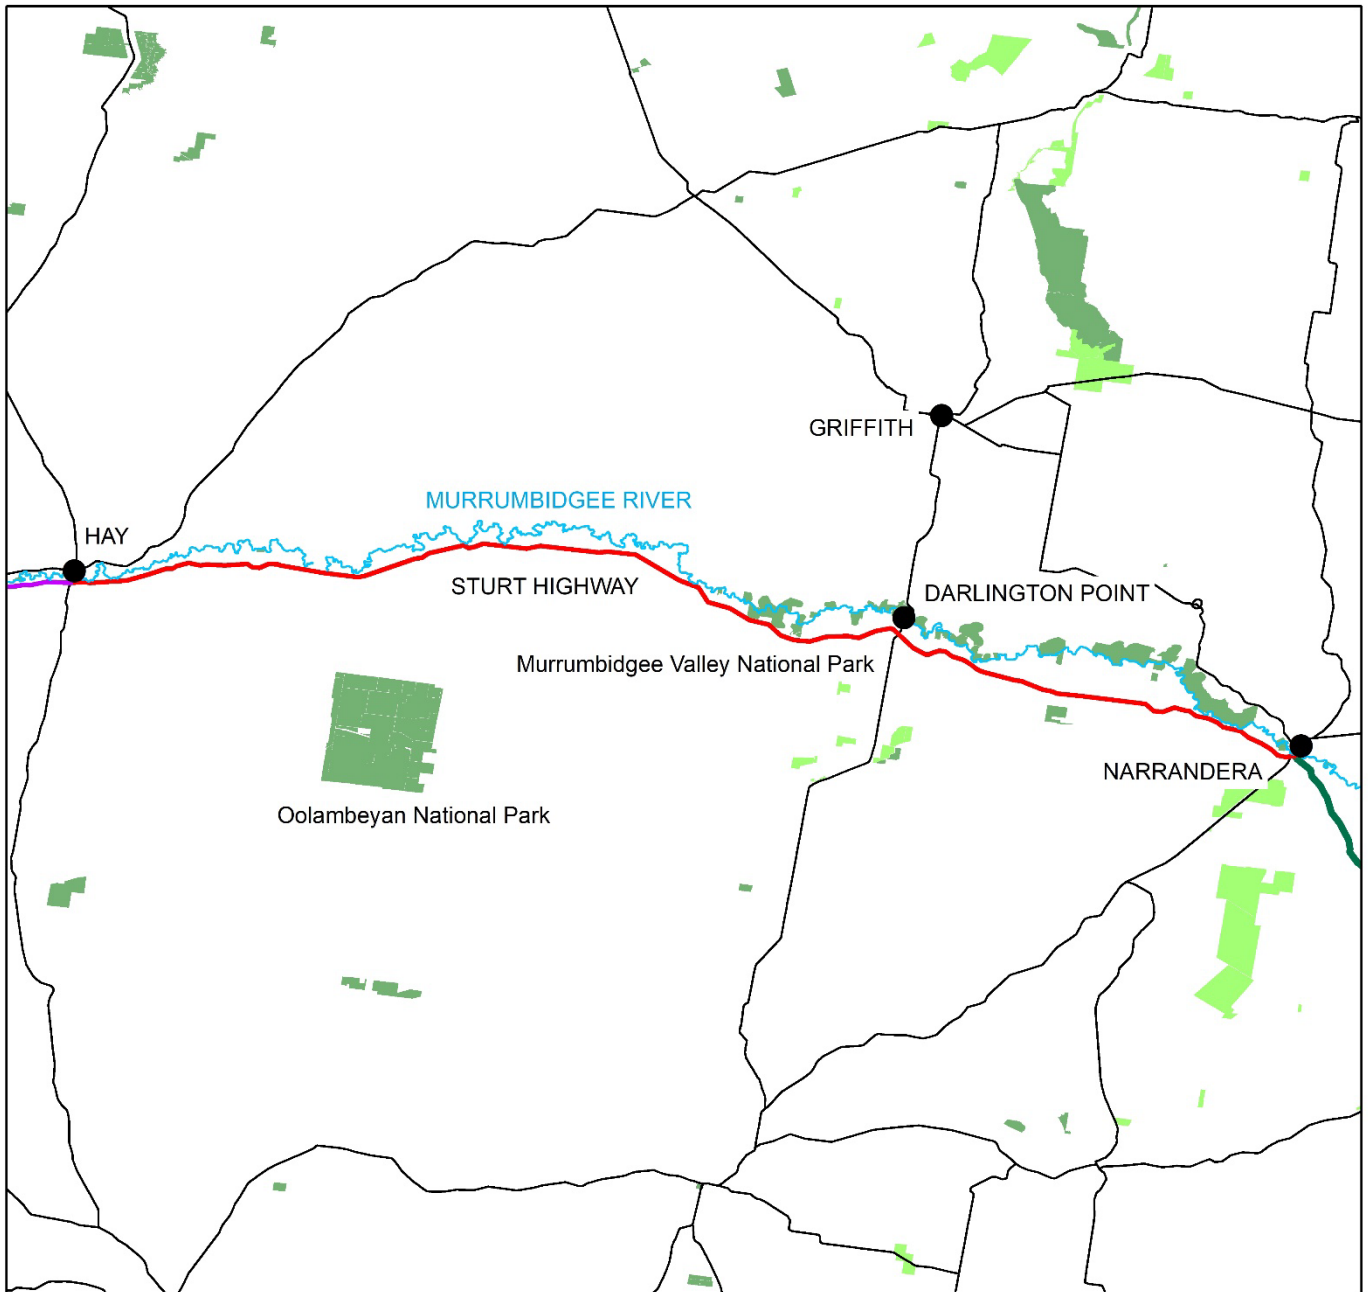 GRIFFITH
MURRUMBIDGEE RIVER
HAY
STURT HIGHWAY
DARLINGTON POINT
Murrumbidgee Valley National Park
NARRANDERA
Oolambeyan National Park